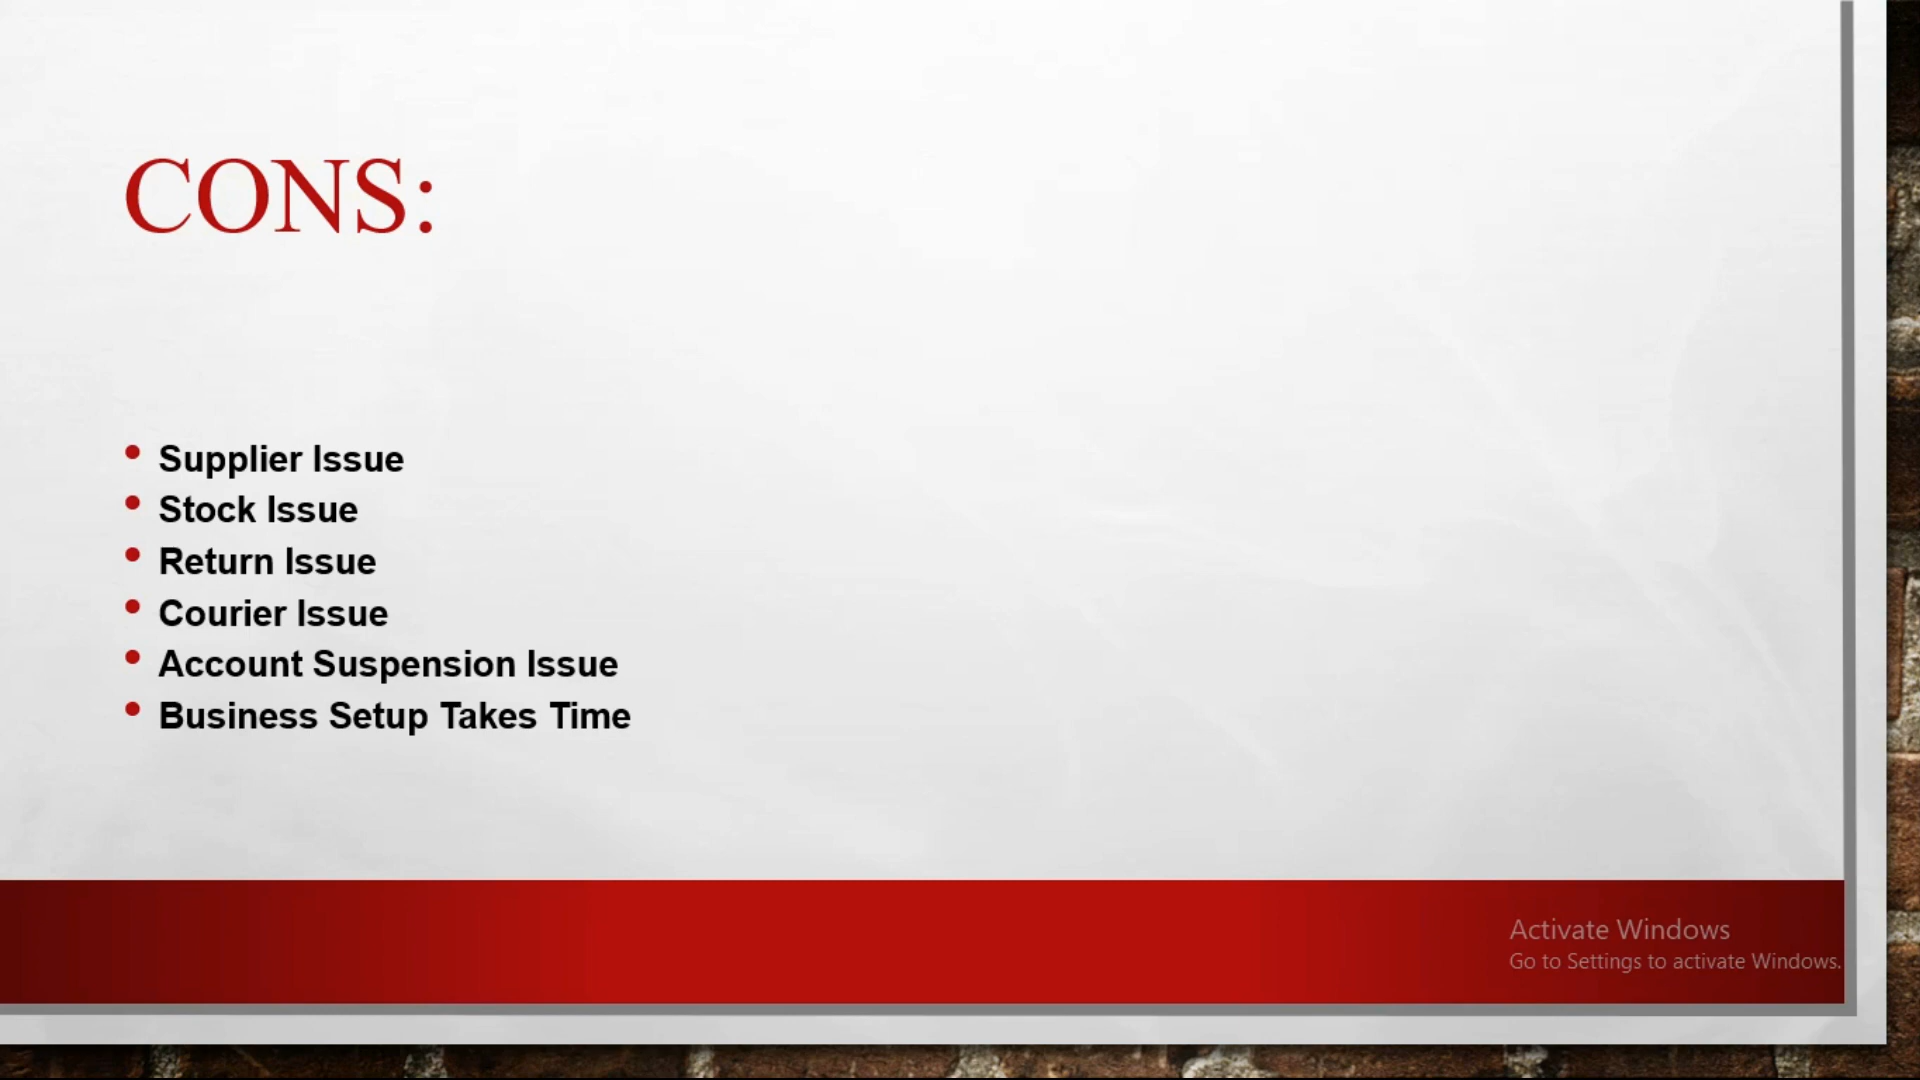 CONS:
Supplier Issue
Stock Issue
Return Issue
Courier Issue
Account Suspension Issue
Business Setup Takes Time
Activate Windows
Go to Settings to activate Windows.